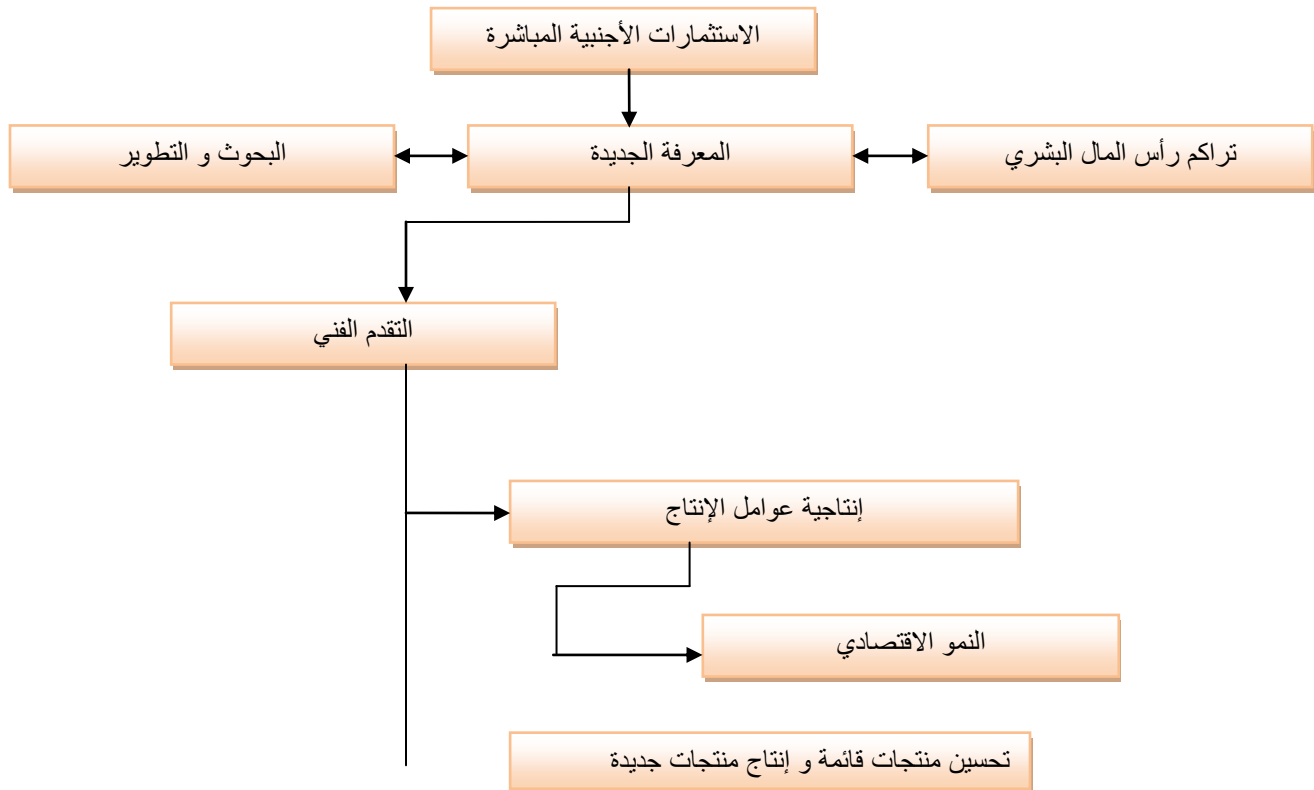 الاستثمارات الأجنبية المباشرة
تراكم رأس المال البشري
المعرفة الجديدة
البحوث و التطوير
التقدم الفني
إنتاجية عوامل الإنتاج
النمو الاقتصادي
تحسين منتجات قائمة و إنتاج منتجات جديدة